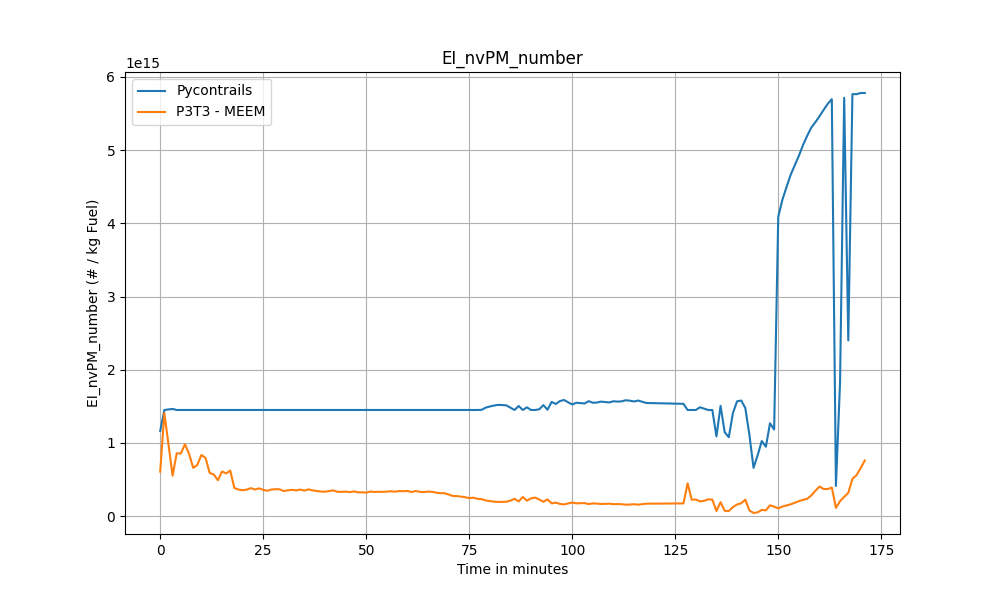 EI_nvPM_number
1e15
Pycontrails
P3T3 - MEEM
EI_nvPM_number (# / kg Fuel)
6
5
4
3
2
1
0
0 25 50 75 100 125 150 175
Time in minutes